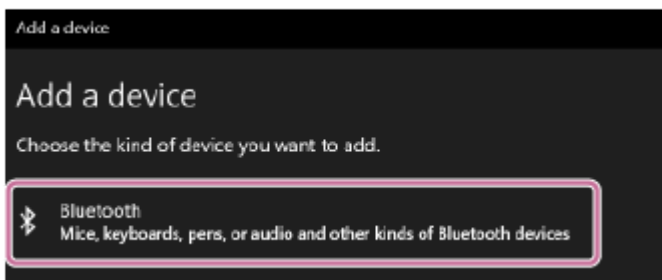 Add a device
Add a device
Choose the kind of device you want to add.
Bluetooth
Mice, keyboards, pens, or audio and other kinds of Bluetooth devices